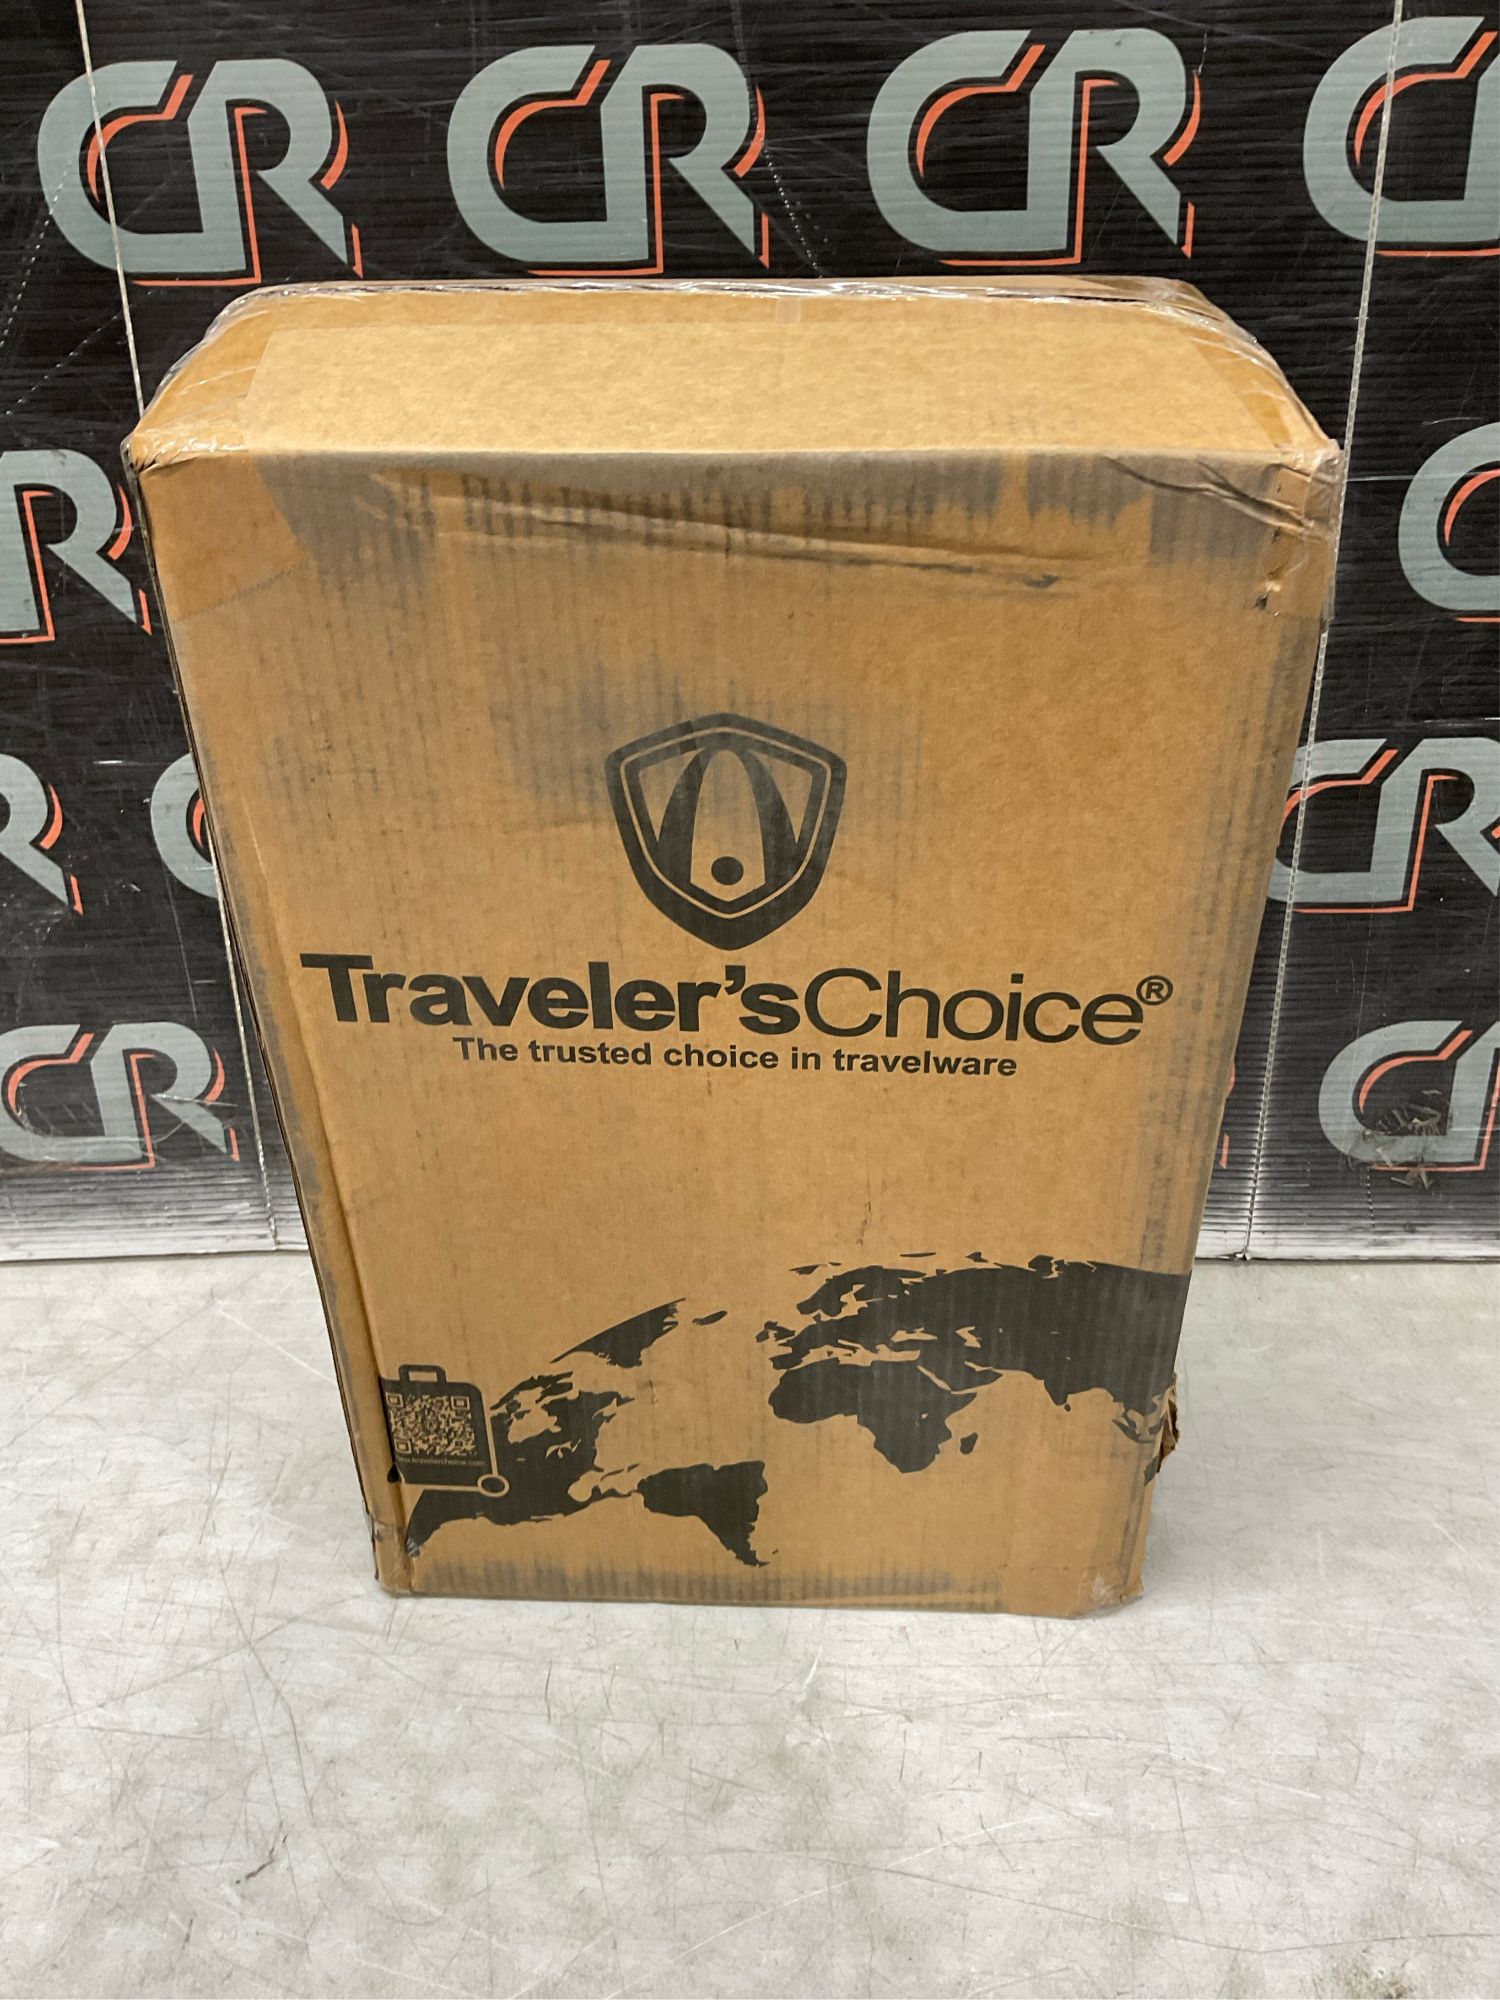 CR CR CR CR
Traveler'sChoice®
The trusted choice in travelware